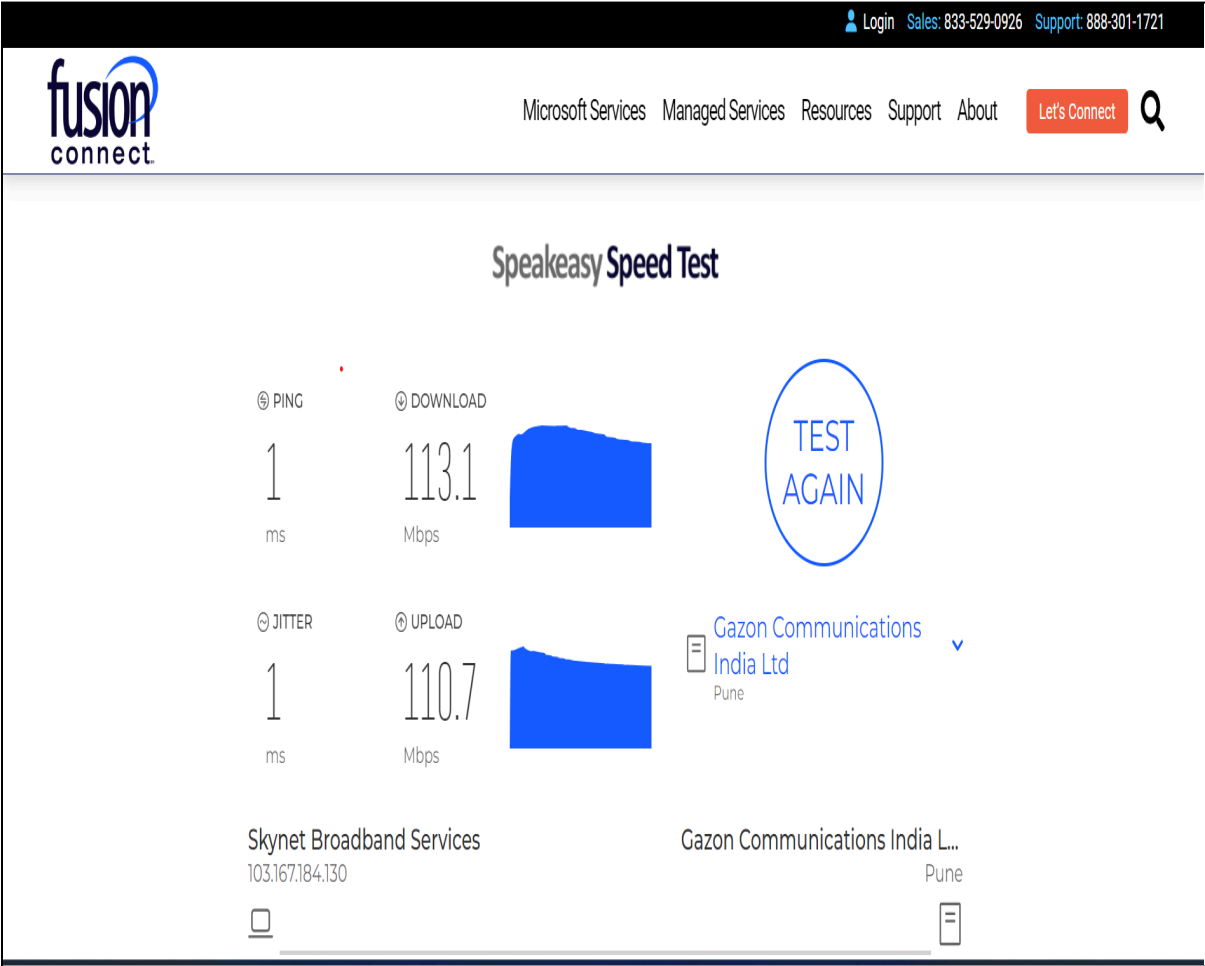 Login Sales: 833-529-0926 Support: 888-301-1721
fusion
connect
Microsoft Services Managed Services Resources Support About Let's Connect
Speakeasy Speed Test
PING DOWNLOAD
1 113.1
ms Mbps
TEST
AGAIN
JITTER UPLOAD
1 110.7
ms Mbps
Gazon Communications
India Ltd
Pune
Skynet Broadband Services Gazon Communications India L...
103.167.184.130 Pune